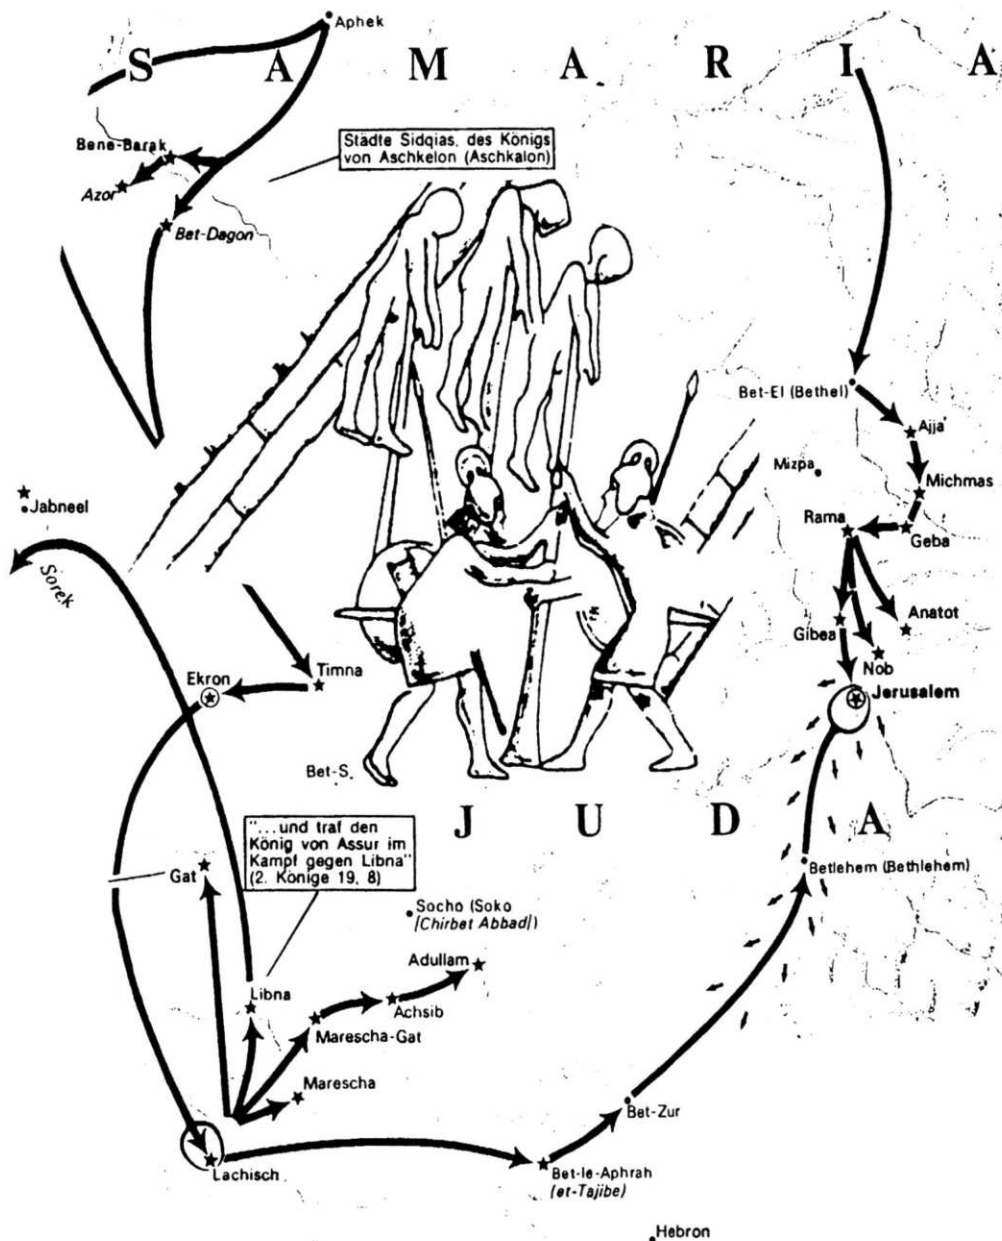 Aphek
S A M A R I A
Bene-Barak
Azor
Bet-Dagon
Städte Sidqias, des Königs
von Aschkelon (Aschkalon)
Bet-El (Bethel)
Ajja
Mizpa
Michmas
Jabneel
Rama
Geba
Sorek
Anatot
Gibea
Nob
Ekron
Timna
Jerusalem
Bet-S.
J U D A
"...und traf den
König von Assur im
Kampf gegen Libna"
(2. Könige 19, 8)
Gat
Betlehem (Bethlehem)
Socho (Soko
/Chirbet Abbad/)
Adullam
Libna
Achsib
Marescha-Gat
Marescha
Bet-Zur
Lachisch
Bet-le-Aphrah
(et-Tajibe)
Hebron